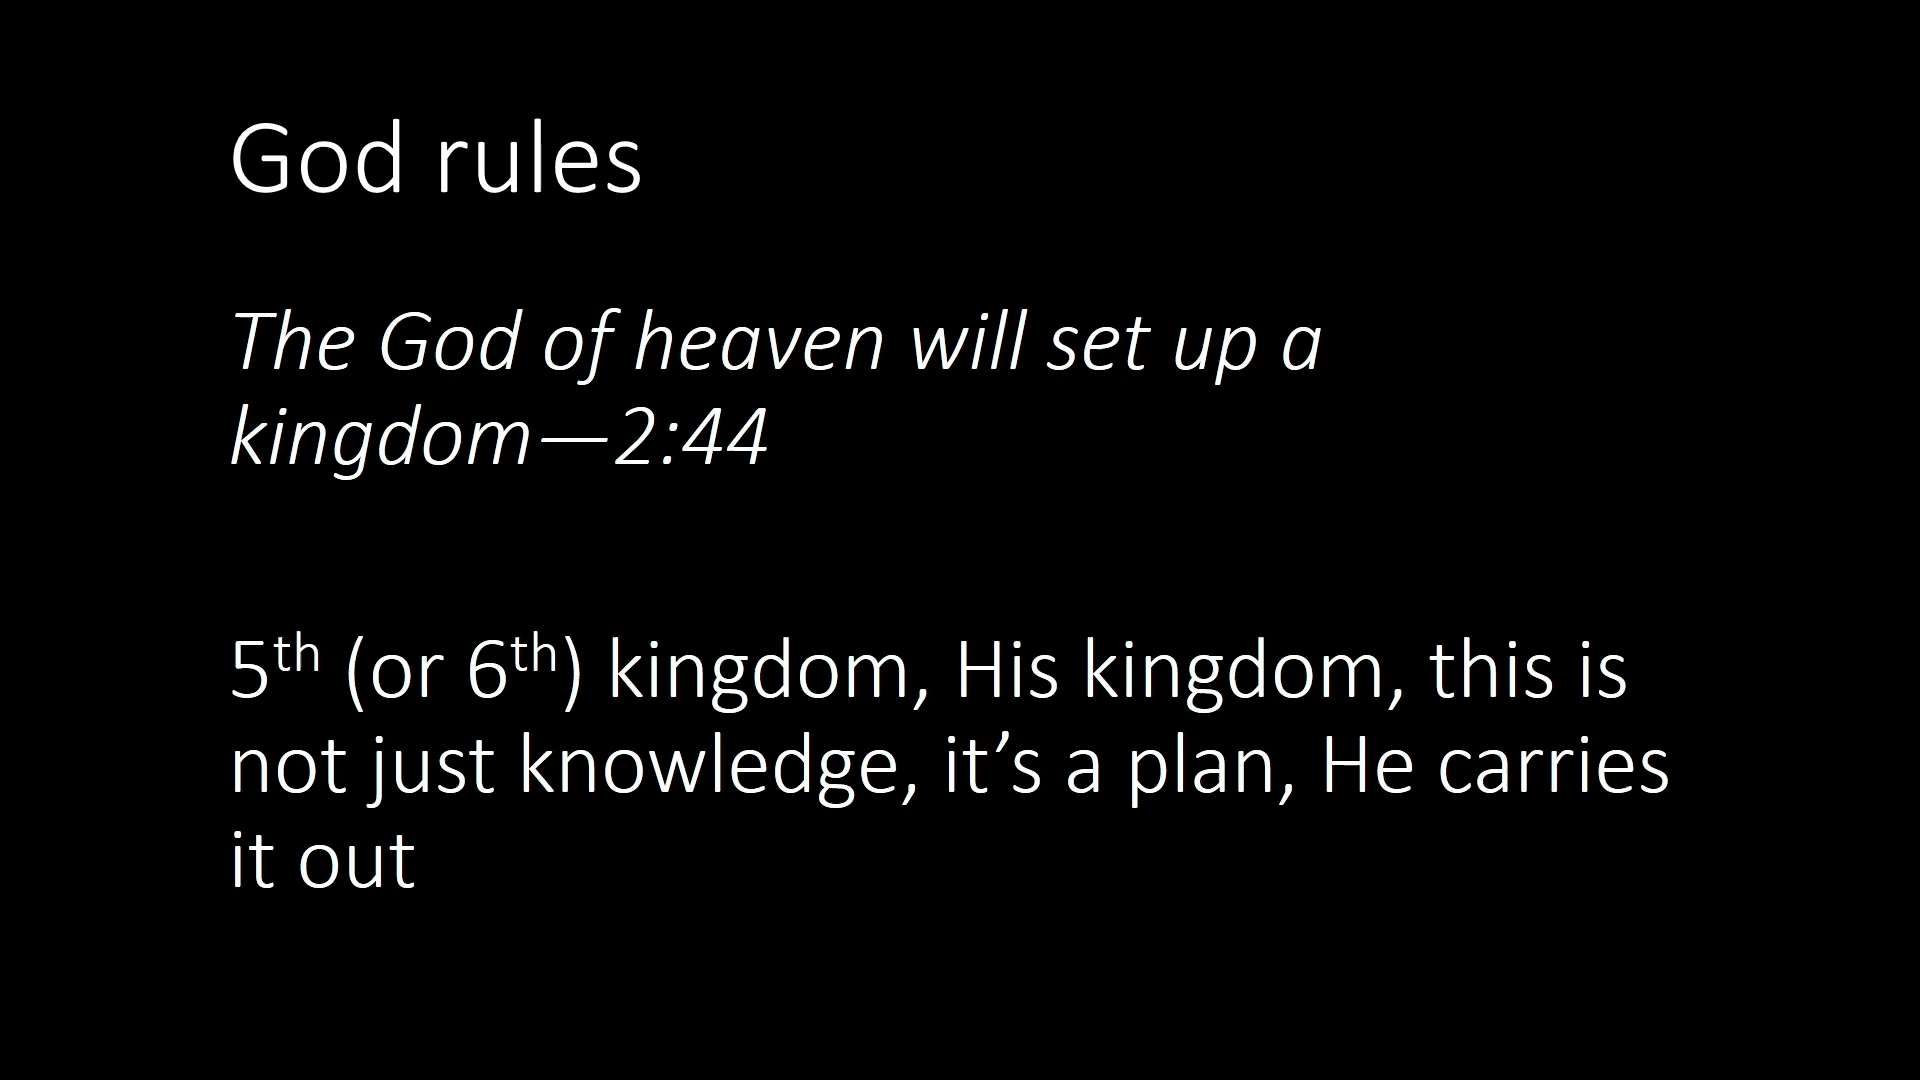 God rules
The God of heaven will set up a
kingdom—2:44
5th (or 6th) kingdom, His kingdom, this is
not just knowledge, it’s a plan, He carries
it out